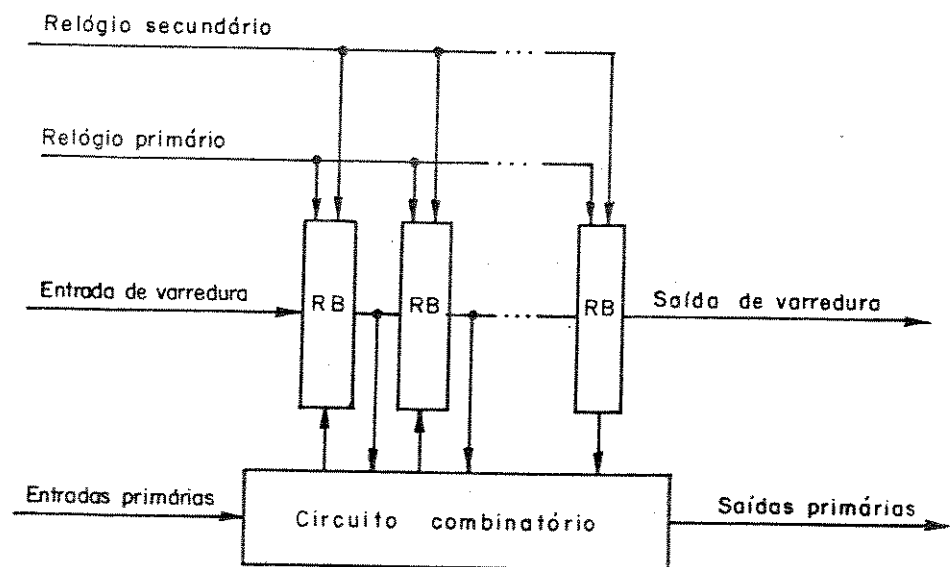 Relógio secundário
...
Relógio primário
...
Entrada de varredura
RB
RB
...
RB
Saída de varredura
Entradas primárias
Circuito combinatório
Saídas primárias